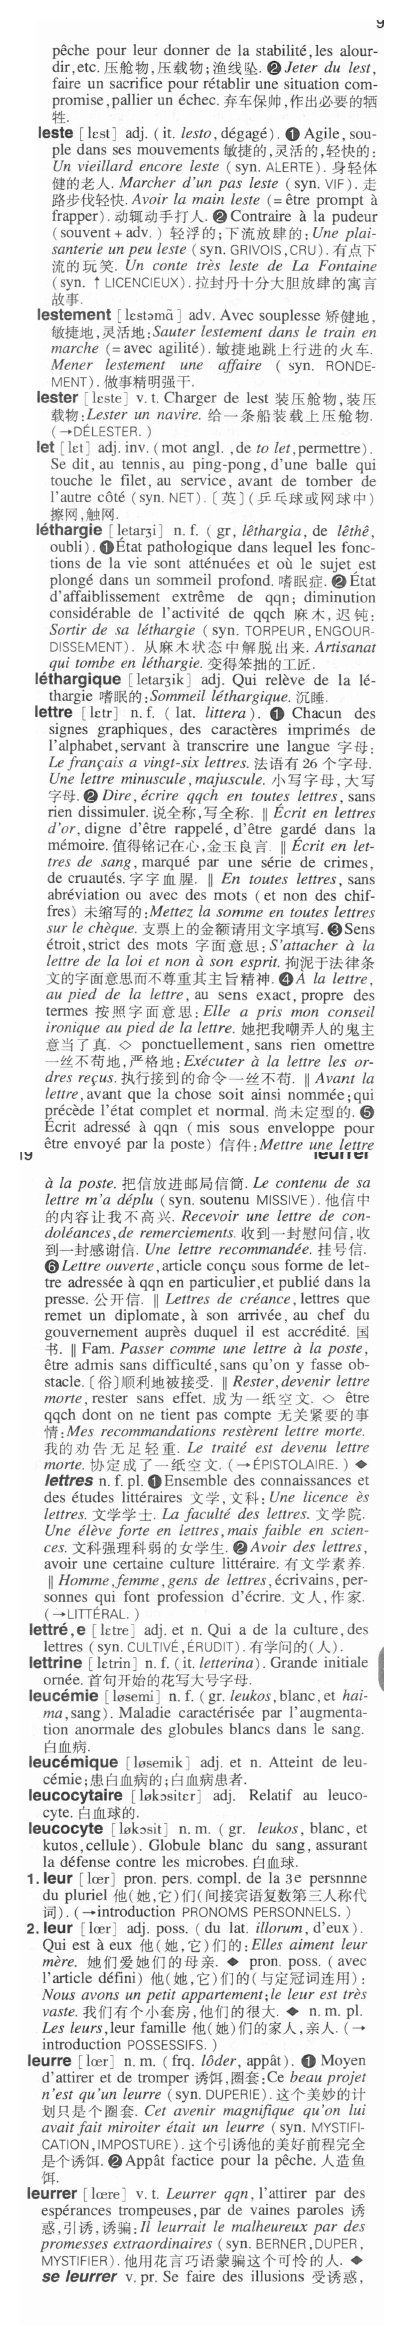 9
pêche pour leur donner de la stabilité,les alour-
dir,etc. 压舱物,压载物;渔线坠. ❷ Jeter du lest,
faire un sacrifice pour rétablir une situation com-
promise,pallier un échec. 弃车保帅,作出必要的牺
牲.
leste [lɛst] adj. (it. lesto, dégagé). ❶ Agile, sou-
ple dans ses mouvements 敏捷的,灵活的,轻快的:
Un vieillard encore leste (syn. ALERTE). 身轻体
健的老人. Marcher d'un pas leste (syn. VIF). 走
路步伐轻快. Avoir la main leste (= être prompt à
frapper). 动辄动手打人. ❷ Contraire à la pudeur
(souvent + adv.) 轻浮的;下流放肆的: Une plai-
santerie un peu leste (syn. GRIVOIS,CRU). 有点下
流的玩笑. Un conte très leste de La Fontaine
(syn. ↑ LICENCIEUX). 拉封丹十分大胆放肆的寓言
故事.
lestement [lɛstəmɑ̃] adv. Avec souplesse 矫健地,
敏捷地,灵活地:Sauter lestement dans le train en
marche (= avec agilité). 敏捷地跳上行进的火车.
Mener lestement une affaire (syn. RONDE-
MENT). 做事精明强干.
lester [lɛste] v. t. Charger de lest 装压舱物,装压
载物:Lester un navire. 给一条船装载上压舱物.
(→DÉLESTER.)
let [lɛt] adj. inv. (mot angl. ,de to let,permettre).
Se dit, au tennis, au ping-pong, d'une balle qui
touche le filet, au service, avant de tomber de
l'autre côté (syn. NET). [英](乒乓球或网球中)
擦网,触网.
léthargie [letarʒi] n. f. (gr, lêthargia, de lêthê,
oubli). ❶État pathologique dans lequel les fonc-
tions de la vie sont atténuées et où le sujet est
plongé dans un sommeil profond. 嗜眠症. ❷ État
d'affaiblissement extrême de qqn; diminution
considérable de l'activité de qqch 麻木,迟钝:
Sortir de sa léthargie (syn. TORPEUR, ENGOUR-
DISSEMENT). 从麻木状态中解脱出来. Artisanat
qui tombe en léthargie. 变得笨拙的工匠.
léthargique [letarʒik] adj. Qui relève de la lé-
thargie 嗜眠的:Sommeil léthargique. 沉睡.
lettre [lɛtr] n. f. (lat. littera). ❶ Chacun des
signes graphiques, des caractères imprimés de
l'alphabet,servant à transcrire une langue 字母:
Le français a vingt-six lettres. 法语有 26 个字母.
Une lettre minuscule, majuscule. 小写字母,大写
字母. ❷ Dire, écrire qqch en toutes lettres, sans
rien dissimuler. 说全称,写全称. ‖ Écrit en lettres
d'or, digne d'être rappelé, d'être gardé dans la
mémoire. 值得铭记在心,金玉良言. ‖ Écrit en let-
tres de sang, marqué par une série de crimes,
de cruautés. 字字血腥. ‖ En toutes lettres, sans
abréviation ou avec des mots (et non des chif-
fres) 未缩写的:Mettez la somme en toutes lettres
sur le chèque. 支票上的金额请用文字填写. ❸ Sens
étroit,strict des mots 字面意思:S'attacher à la
lettre de la loi et non à son esprit. 拘泥于法律条
文的字面意思而不尊重其主旨精神. ❹ À la lettre,
au pied de la lettre, au sens exact, propre des
termes 按照字面意思: Elle a pris mon conseil
ironique au pied de la lettre. 她把我嘲弄人的鬼主
意当了真. ◇ ponctuellement, sans rien omettre
一丝不苟地,严格地: Exécuter à la lettre les or-
dres reçus. 执行接到的命令一丝不苟. ‖ Avant la
lettre,avant que la chose soit ainsi nommée;qui
précède l'état complet et normal. 尚未定型的. ❺
Écrit adressé à qqn (mis sous enveloppe pour
être envoyé par la poste) 信件:Mettre une lettre
19 leurrer
à la poste. 把信放进邮局信筒. Le contenu de sa
lettre m'a déplu (syn. soutenu MISSIVE). 他信中
的内容让我不高兴. Recevoir une lettre de con-
doléances,de remerciements. 收到一封慰问信,收
到一封感谢信. Une lettre recommandée. 挂号信.
❻ Lettre ouverte,article conçu sous forme de let-
tre adressée à qqn en particulier,et publié dans la
presse. 公开信. ‖ Lettres de créance, lettres que
remet un diplomate, à son arrivée, au chef du
gouvernement auprès duquel il est accrédité. 国
书. ‖ Fam. Passer comme une lettre à la poste,
être admis sans difficulté,sans qu'on y fasse ob-
stacle. [俗]顺利地被接受. ‖ Rester,devenir lettre
morte, rester sans effet. 成为一纸空文. ◇ être
qqch dont on ne tient pas compte 无关紧要的事
情:Mes recommandations restèrent lettre morte.
我的劝告无足轻重. Le traité est devenu lettre
morte. 协定成了一纸空文. (→ÉPISTOLAIRE.) ◆
lettres n. f. pl. ❶ Ensemble des connaissances et
des études littéraires 文学,文科: Une licence ès
lettres. 文学学士. La faculté des lettres. 文学院.
Une élève forte en lettres, mais faible en scien-
ces. 文科强理科弱的女学生. ❷ Avoir des lettres,
avoir une certaine culture littéraire. 有文学素养.
‖ Homme,femme,gens de lettres,écrivains,per-
sonnes qui font profession d'écrire. 文人,作家.
(→LITTÉRAL.)
lettré,e [lɛtre] adj. et n. Qui a de la culture,des
lettres (syn. CULTIVÉ,ÉRUDIT). 有学问的(人).
lettrine [lɛtrin] n. f. (it. letterina). Grande initiale
ornée. 首句开始的花写大号字母.
leucémie [løsemi] n. f. (gr. leukos,blanc,et hai-
ma,sang). Maladie caractérisée par l'augmenta-
tion anormale des globules blancs dans le sang.
白血病.
leucémique [løsemik] adj. et n. Atteint de leu-
cémie;患白血病的;白血病患者.
leucocytaire [løkɔsitɛr] adj. Relatif au leuco-
cyte. 白血球的.
leucocyte [løkɔsit] n. m. (gr. leukos, blanc, et
kutos,cellule). Globule blanc du sang, assurant
la défense contre les microbes. 白血球.
1. leur [lœr] pron. pers. compl. de la 3e persnnne
du pluriel 他(她,它)们(间接宾语复数第三人称代
词). (→introduction PRONOMS PERSONNELS.)
2. leur [lœr] adj. poss. (du lat. illorum, d'eux).
Qui est à eux 他(她,它)们的:Elles aiment leur
mère. 她们爱她们的母亲. ◆ pron. poss. (avec
l'article défini) 他(她,它)们的(与定冠词连用):
Nous avons un petit appartement;le leur est très
vaste. 我们有个小套房,他们的很大. ◆ n. m. pl.
Les leurs,leur famille 他(她)们的家人,亲人. (→
introduction POSSESSIFS.)
leurre [lœr] n. m. (frq. lôder, appât). ❶ Moyen
d'attirer et de tromper 诱饵,圈套:Ce beau projet
n'est qu'un leurre (syn. DUPERIE). 这个美妙的计
划只是个圈套. Cet avenir magnifique qu'on lui
avait fait miroiter était un leurre (syn. MYSTIFI-
CATION,IMPOSTURE). 这个引诱他的美好前程完全
是个诱饵. ❷ Appât factice pour la pêche. 人造鱼
饵.
leurrer [lœre] v. t. Leurrer qqn, l'attirer par des
espérances trompeuses,par de vaines paroles 诱
惑,引诱,诱骗:Il leurrait le malheureux par des
promesses extraordinaires (syn. BERNER,DUPER,
MYSTIFIER). 他用花言巧语蒙骗这个可怜的人. ◆
se leurrer v. pr. Se faire des illusions 受诱惑,